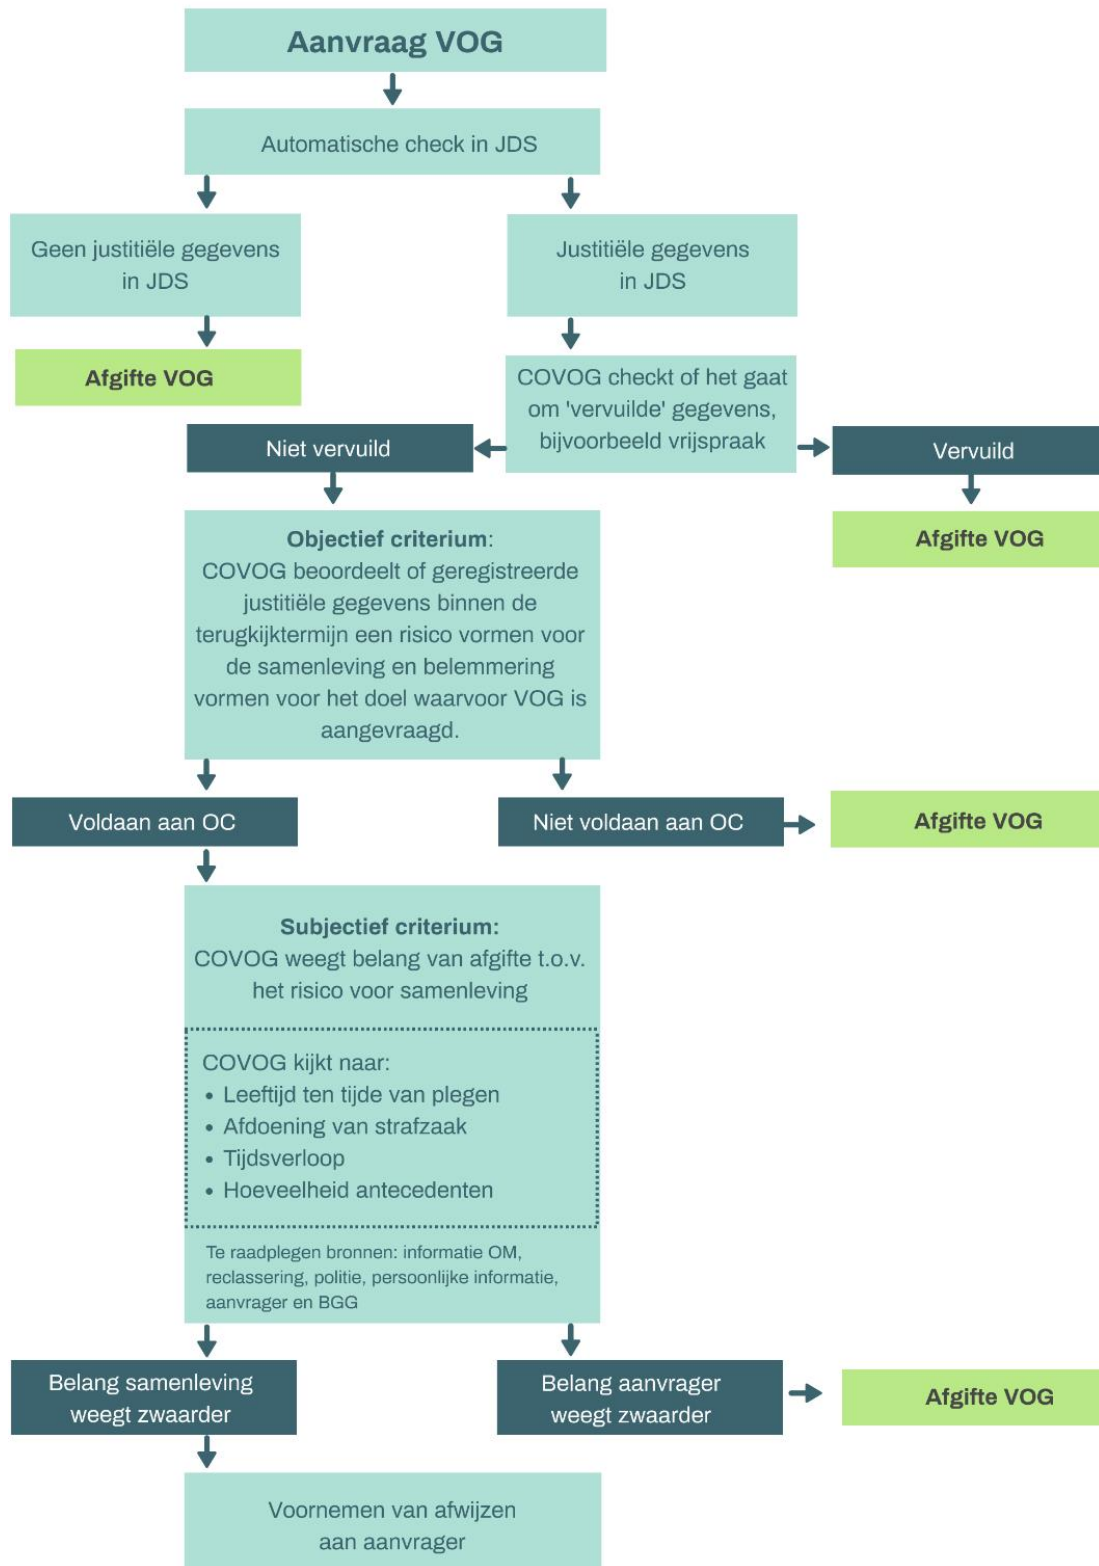 Aanvraag VOG
Automatische check in JDS
Geen justitiële gegevens
in JDS
Justitiële gegevens
in JDS
Afgifte VOG
COVOG checkt of het gaat
om 'vervuilde' gegevens,
bijvoorbeeld vrijspraak
Niet vervuild
Vervuild
Afgifte VOG
Objectief criterium:
COVOG beoordeelt of geregistreerde
justitiële gegevens binnen de
terugkijktermijn een risico vormen voor
de samenleving en belemmering
vormen voor het doel waarvoor VOG is
aangevraagd.
Voldaan aan OC
Niet voldaan aan OC
Afgifte VOG
Subjectief criterium:
COVOG weegt belang van afgifte t.o.v.
het risico voor samenleving
COVOG kijkt naar:
• Leeftijd ten tijde van plegen
• Afdoening van strafzaak
• Tijdsverloop
• Hoeveelheid antecedenten
Te raadplegen bronnen: informatie OM,
reclassering, politie, persoonlijke informatie,
aanvrager en BGG
Belang samenleving
weegt zwaarder
Belang aanvrager
weegt zwaarder
Afgifte VOG
Voornemen van afwijzen
aan aanvrager